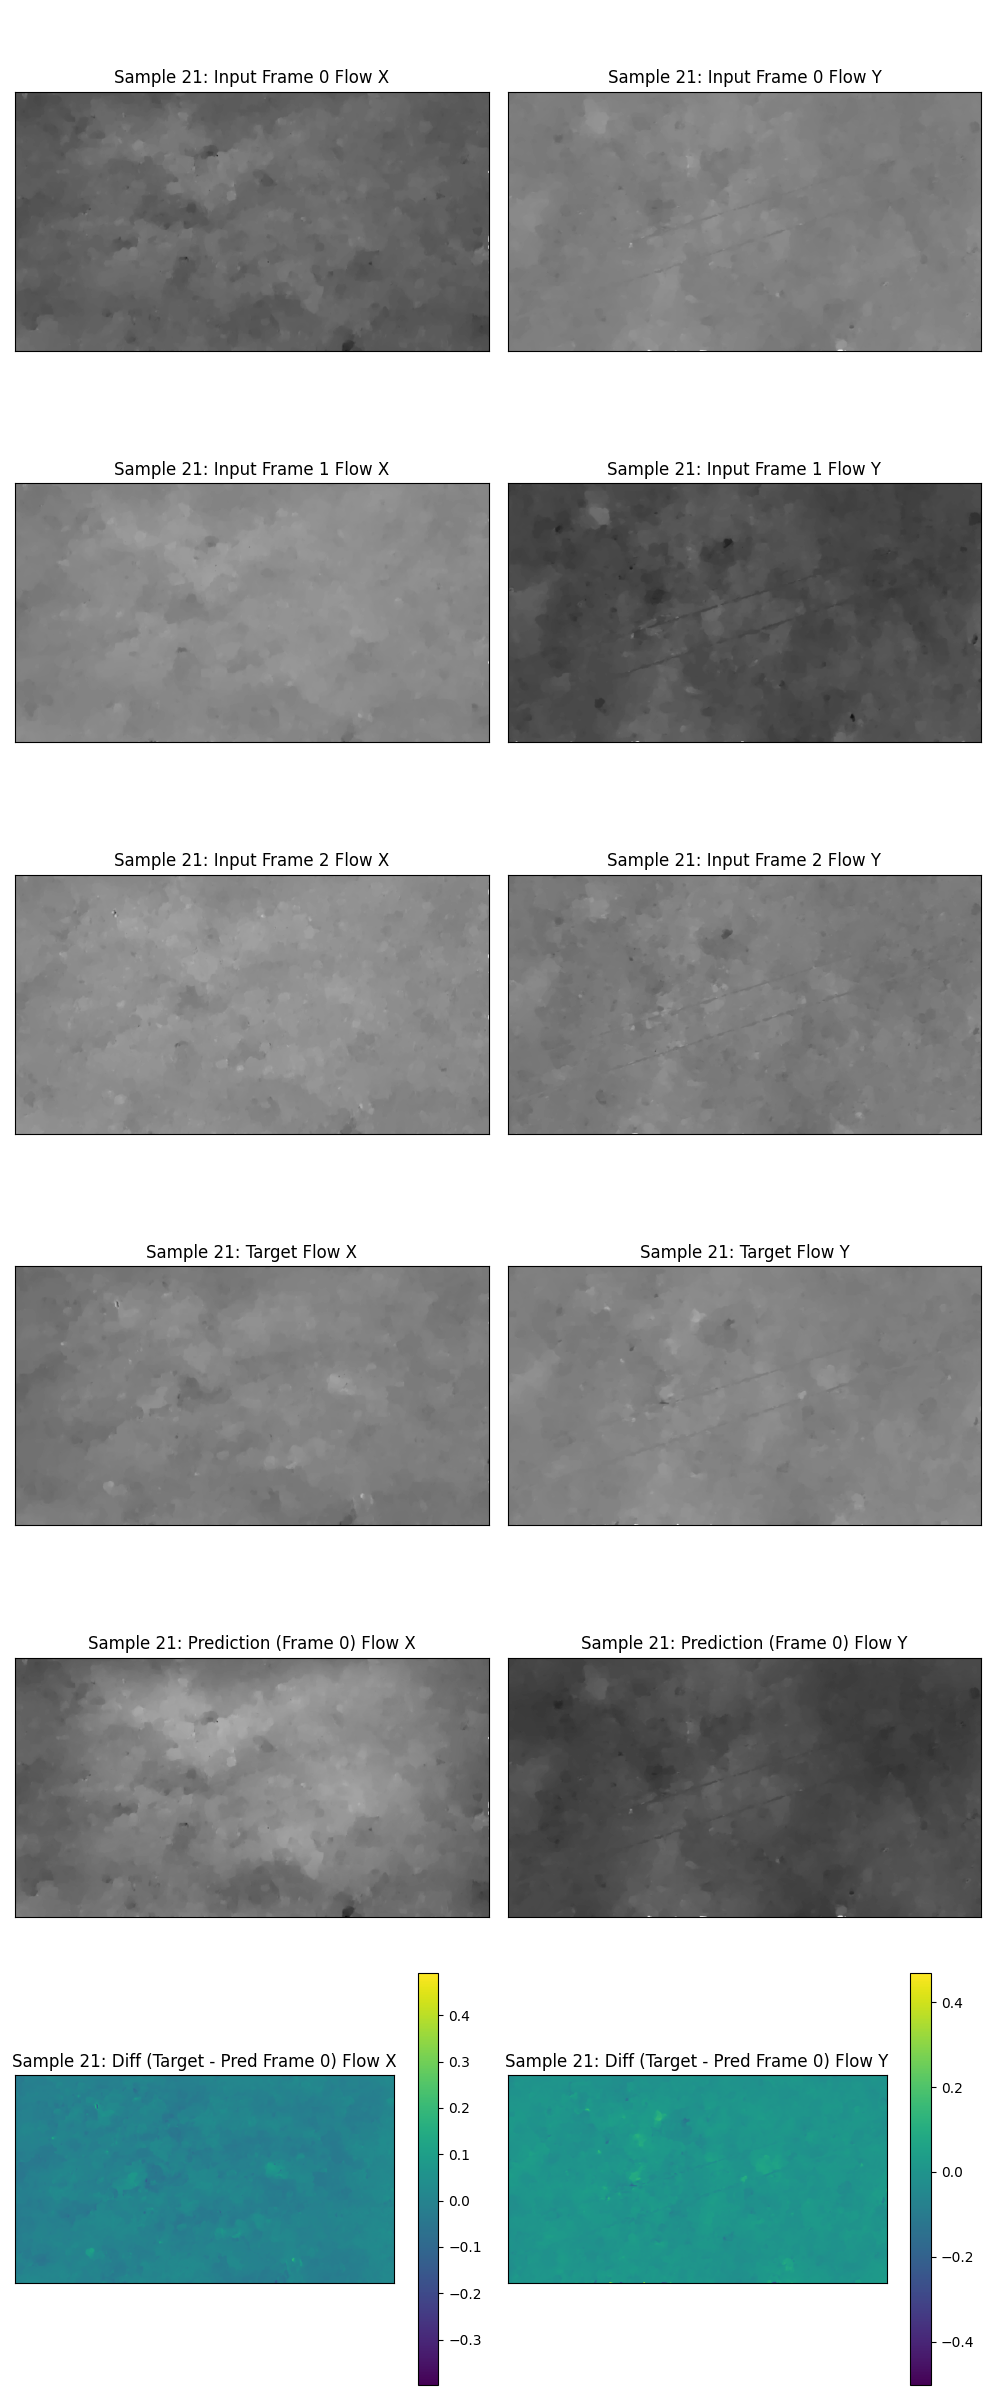 Sample 21: Input Frame 0 Flow X
Sample 21: Input Frame 0 Flow Y
Sample 21: Input Frame 1 Flow X
Sample 21: Input Frame 1 Flow Y
Sample 21: Input Frame 2 Flow X
Sample 21: Input Frame 2 Flow Y
Sample 21: Target Flow X
Sample 21: Target Flow Y
Sample 21: Prediction (Frame 0) Flow X
Sample 21: Prediction (Frame 0) Flow Y
Sample 21: Diff (Target - Pred Frame 0) Flow X
0.4
0.3
0.2
0.1
0.0
−0.1
−0.2
−0.3
Sample 21: Diff (Target - Pred Frame 0) Flow Y
0.4
0.2
0.0
−0.2
−0.4